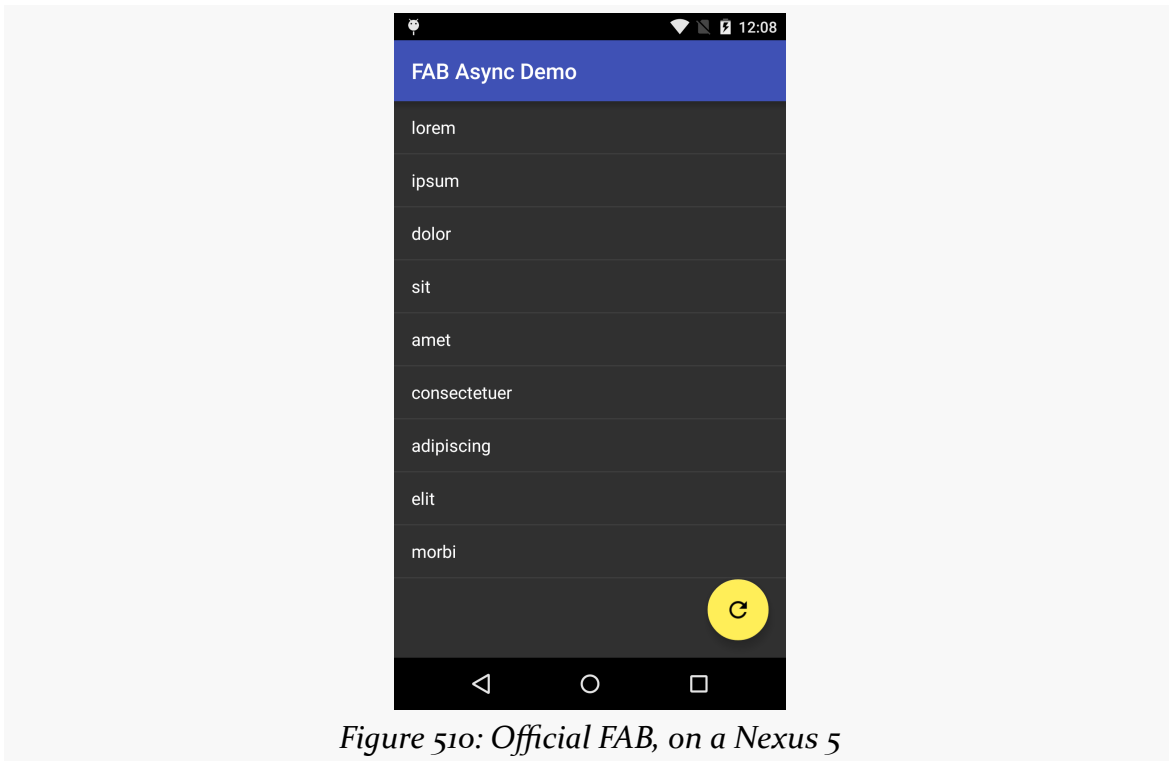 12:08
FAB Async Demo
lorem
ipsum
dolor
sit
amet
consectetuer
adipiscing
elit
morbi
Figure 510: Official FAB, on a Nexus 5